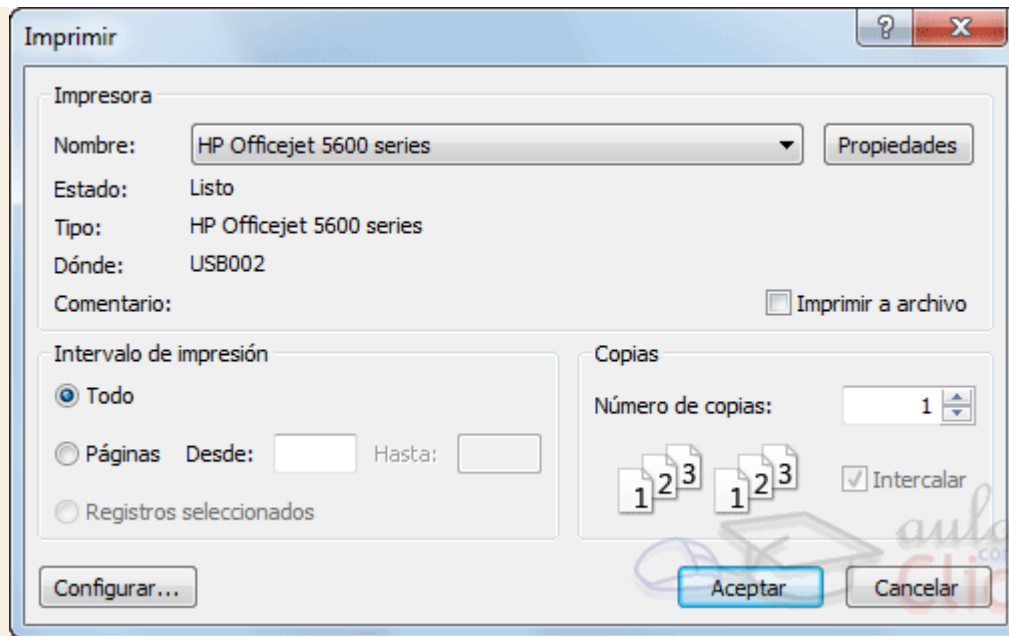 Imprimir
Impresora
Nombre: HP Officejet 5600 series Propiedades
Estado: Listo
Tipo: HP Officejet 5600 series
Dónde: USB002
Comentario: Imprimir a archivo
Intervalo de impresión
Todo
Páginas Desde: Hasta:
Registros seleccionados
Copias
Número de copias: 1
1 2 3 1 2 3
Intercalar
aula
Clic
Configurar... Aceptar Cancelar